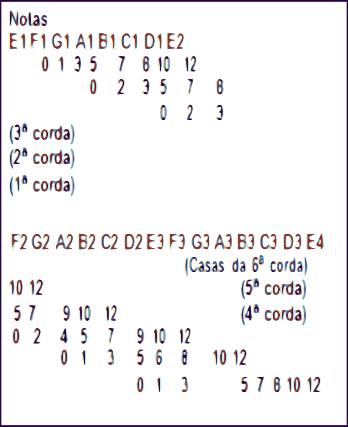 Notas
E1F1 G1 A1 B1 C1 D1 E2
0 1 3 5 7 8 10 12
0 2 3 5 7 8
0 2 3
(3ª corda)
(2ª corda)
(1ª corda)
F2 G2 A2 B2 C2 D2 E3 F3 G3 A3 B3 C3 D3 E4
(Casas da 6ª corda)
10 12 (5ª corda)
5 7 9 10 12 (4ª corda)
0 2 4 5 7 9 10 12
0 1 3 5 6 8 10 12
0 1 3 5 7 8 10 12